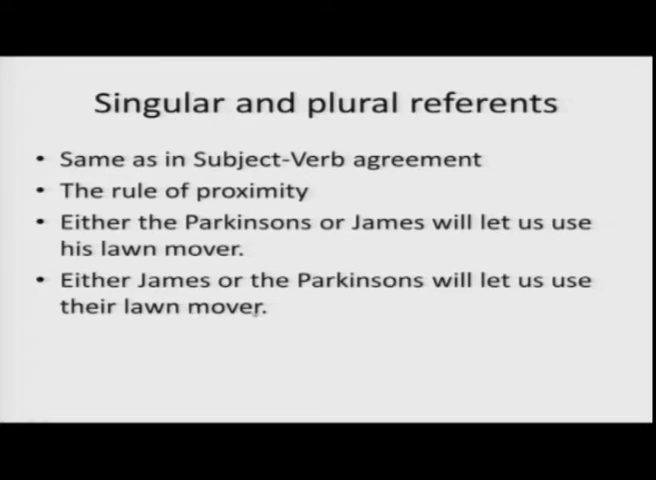 Singular and plural referents
• Same as in Subject-Verb agreement
• The rule of proximity
• Either the Parkinsons or James will let us use
his lawn mover.
• Either James or the Parkinsons will let us use
their lawn mover.